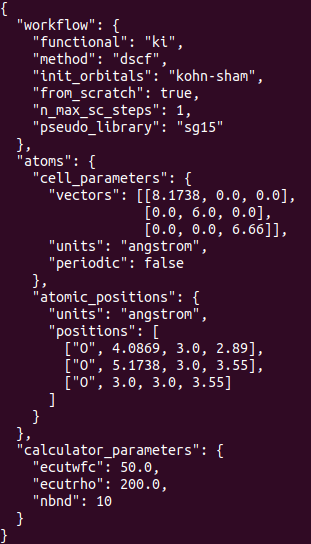 {
  "workflow": {
    "functional": "ki",
    "method": "dscf",
    "init_orbitals": "kohn-sham",
    "from_scratch": true,
    "n_max_sc_steps": 1,
    "pseudo_library": "sg15"
  },
  "atoms": {
    "cell_parameters": {
      "vectors": [[8.1738, 0.0, 0.0],
                  [0.0, 6.0, 0.0],
                  [0.0, 0.0, 6.66]],
      "units": "angstrom",
      "periodic": false
    },
    "atomic_positions": {
      "units": "angstrom",
      "positions": [
        ["O", 4.0869, 3.0, 2.89],
        ["O", 5.1738, 3.0, 3.55],
        ["O", 3.0, 3.0, 3.55]
      ]
    }
  },
  "calculator_parameters": {
    "ecutwfc": 50.0,
    "ecutrho": 200.0,
    "nbnd": 10
  }
}